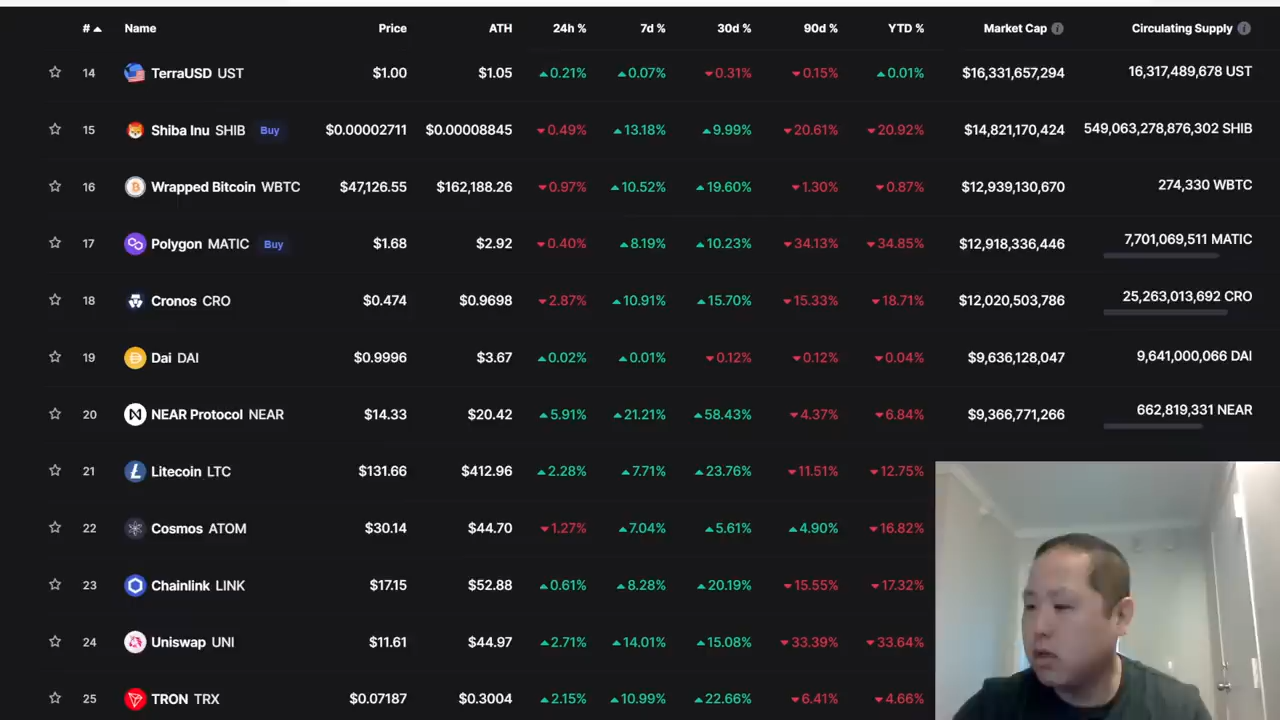 # Name Price ATH 24h % 7d % 30d % 90d % YTD % Market Cap Circulating Supply
14 TerraUSD UST $1.00 $1.05 0.21% 0.07% 0.31% 0.15% 0.01% $16,331,657,294 16,317,489,678 UST
15 Shiba Inu SHIB Buy $0.00002711 $0.00008845 0.49% 13.18% 9.99% 20.61% 20.92% $14,821,170,424 549,063,278,876,302 SHIB
16 Wrapped Bitcoin WBTC $47,126.55 $162,188.26 0.97% 10.52% 19.60% 1.30% 0.87% $12,939,130,670 274,330 WBTC
17 Polygon MATIC Buy $1.68 $2.92 0.40% 8.19% 10.23% 34.13% 34.85% $12,918,336,446 7,701,069,511 MATIC
18 Cronos CRO $0.474 $0.9698 2.87% 10.91% 15.70% 15.33% 18.71% $12,020,503,786 25,263,013,692 CRO
19 Dai DAI $0.9996 $3.67 0.02% 0.01% 0.12% 0.12% 0.04% $9,636,128,047 9,641,000,066 DAI
20 NEAR Protocol NEAR $14.33 $20.42 5.91% 21.21% 58.43% 4.37% 6.84% $9,366,771,266 662,819,331 NEAR
21 Litecoin LTC $131.66 $412.96 2.28% 7.71% 23.76% 11.51% 12.75%
22 Cosmos ATOM $30.14 $44.70 1.27% 7.04% 5.61% 4.90% 16.82%
23 Chainlink LINK $17.15 $52.88 0.61% 8.28% 20.19% 15.55% 17.32%
24 Uniswap UNI $11.61 $44.97 2.71% 14.01% 15.08% 33.39% 33.64%
25 TRON TRX $0.07187 $0.3004 2.15% 10.99% 22.66% 6.41% 4.66%